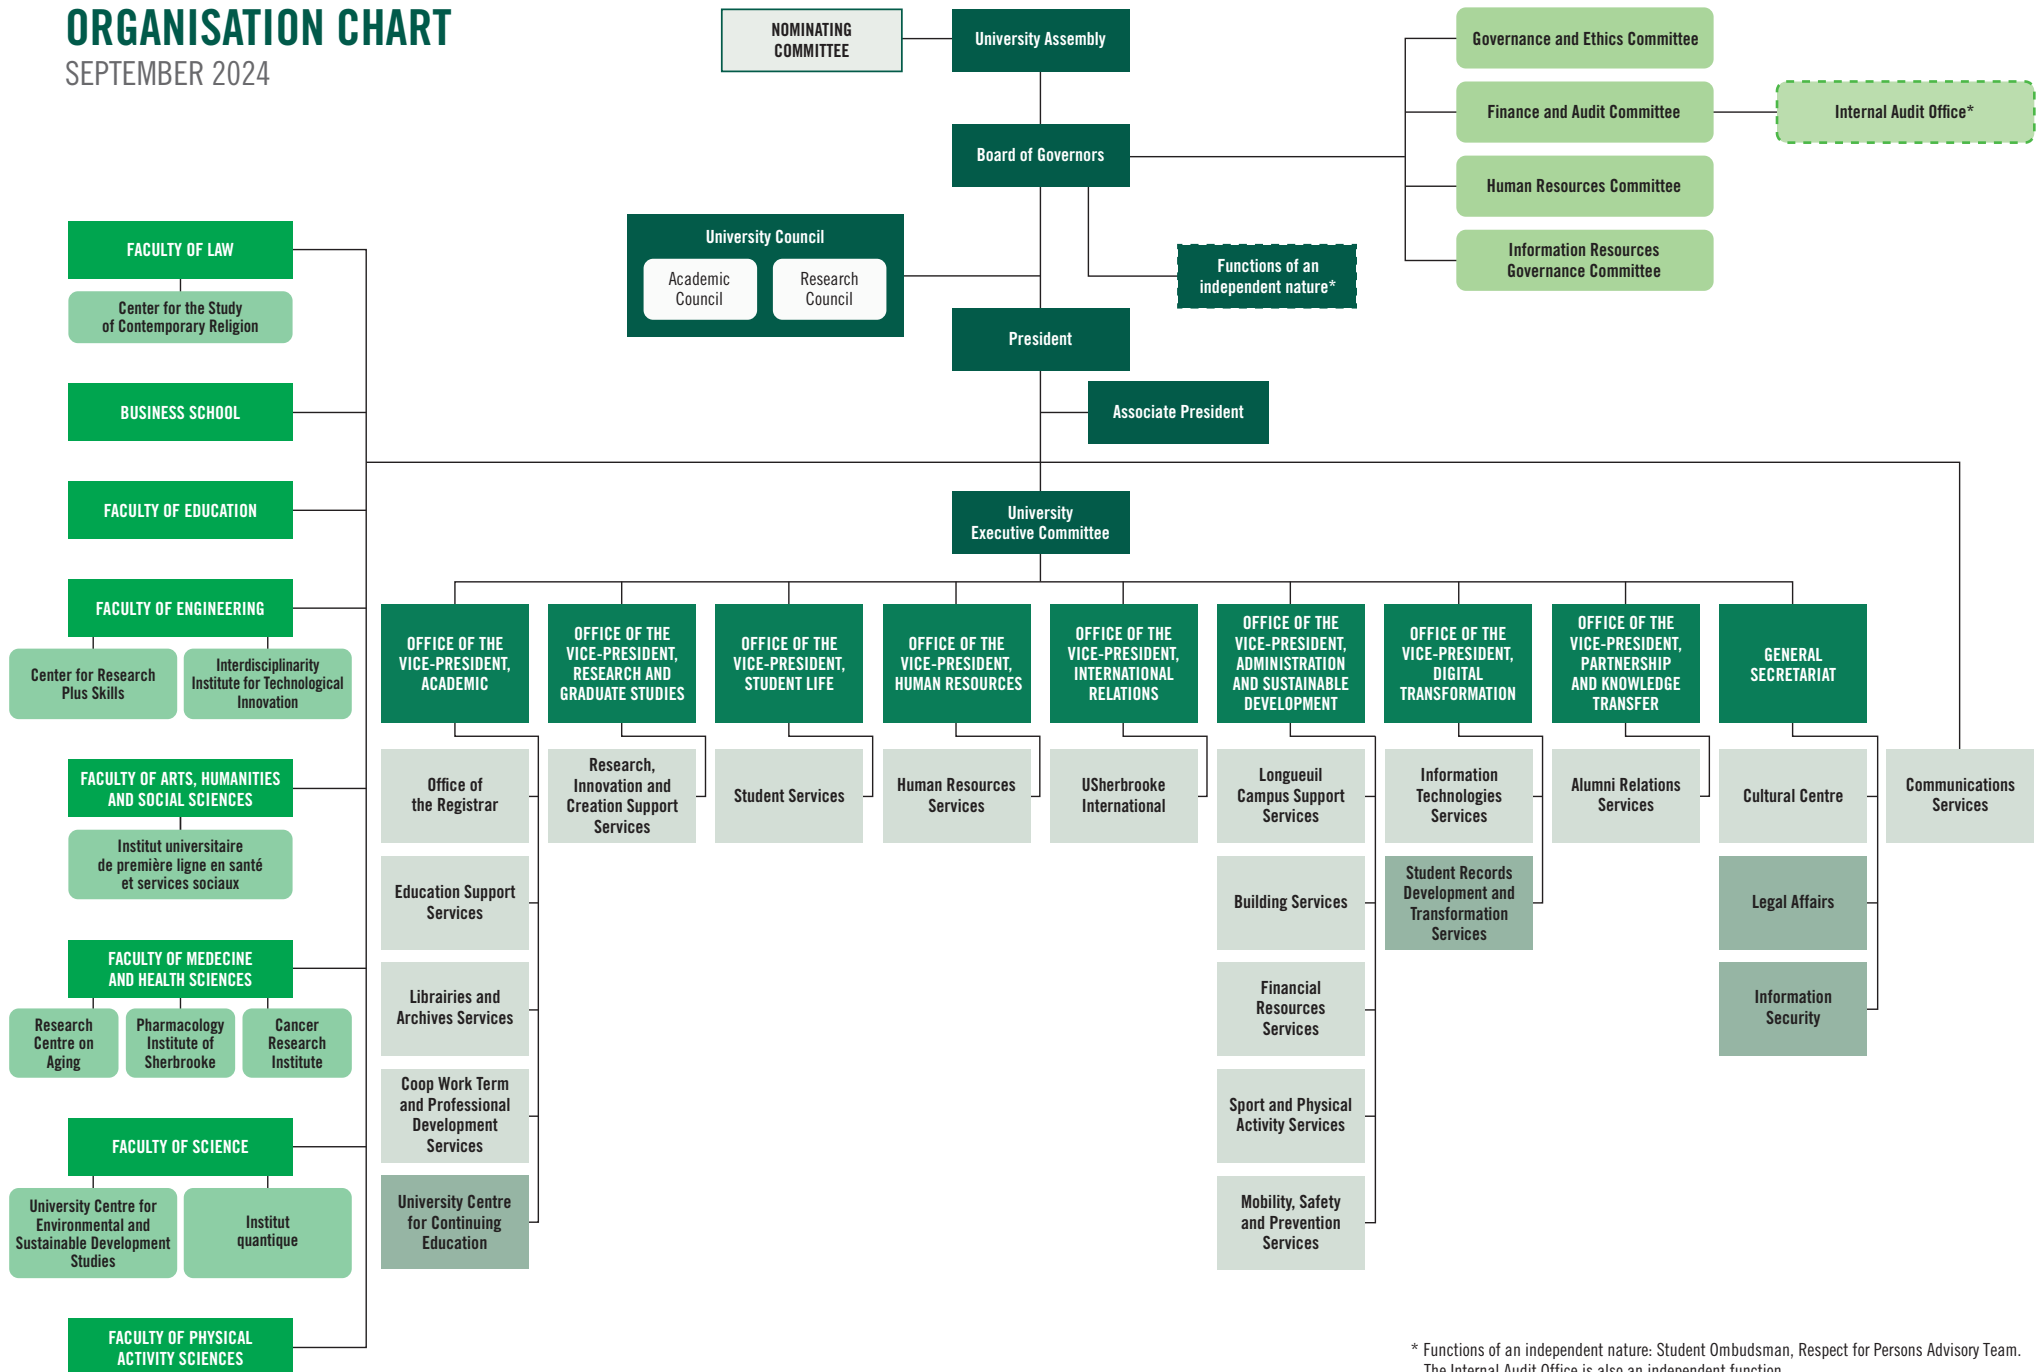 ORGANISATION CHART
SEPTEMBER 2024
NOMINATING
COMMITTEE
University Assembly
Board of Governors
Governance and Ethics Committee
Finance and Audit Committee
Internal Audit Office*
Human Resources Committee
Information Resources
Governance Committee
University Council
Academic
Council
Research
Council
Functions of an
independent nature*
President
Associate President
University
Executive Committee
FACULTY OF LAW
Center for the Study
of Contemporary Religion
BUSINESS SCHOOL
FACULTY OF EDUCATION
FACULTY OF ENGINEERING
Center for Research
Plus Skills
Interdisciplinarity
Institute for Technological
Innovation
FACULTY OF ARTS, HUMANITIES
AND SOCIAL SCIENCES
Institut universitaire
de première ligne en santé
et services sociaux
FACULTY OF MEDECINE
AND HEALTH SCIENCES
Research
Centre on
Aging
Pharmacology
Institute of
Sherbrooke
Cancer
Research
Institute
FACULTY OF SCIENCE
University Centre for
Environmental and
Sustainable Development
Studies
Institut
quantique
FACULTY OF PHYSICAL
ACTIVITY SCIENCES
OFFICE OF THE
VICE-PRESIDENT,
ACADEMIC
Office of
the Registrar
Education Support
Services
Librairies and
Archives Services
Coop Work Term
and Professional
Development
Services
University Centre
for Continuing
Education
OFFICE OF THE
VICE-PRESIDENT,
RESEARCH AND
GRADUATE STUDIES
Research,
Innovation and
Creation Support
Services
OFFICE OF THE
VICE-PRESIDENT,
STUDENT LIFE
Student Services
OFFICE OF THE
VICE-PRESIDENT,
HUMAN RESOURCES
Human Resources
Services
OFFICE OF THE
VICE-PRESIDENT,
INTERNATIONAL
RELATIONS
USherbrooke
International
OFFICE OF THE
VICE-PRESIDENT,
ADMINISTRATION
AND SUSTAINABLE
DEVELOPMENT
Longueuil
Campus Support
Services
Building Services
Financial
Resources
Services
Sport and Physical
Activity Services
Mobility, Safety
and Prevention
Services
OFFICE OF THE
VICE-PRESIDENT,
DIGITAL
TRANSFORMATION
Information
Technologies
Services
Student Records
Development and
Transformation
Services
OFFICE OF THE
VICE-PRESIDENT,
PARTNERSHIP
AND KNOWLEDGE
TRANSFER
Alumni Relations
Services
GENERAL
SECRETARIAT
Cultural Centre
Legal Affairs
Information
Security
Communications
Services
* Functions of an independent nature: Student Ombudsman, Respect for Persons Advisory Team.
The Internal Audit Office is also an independent function.